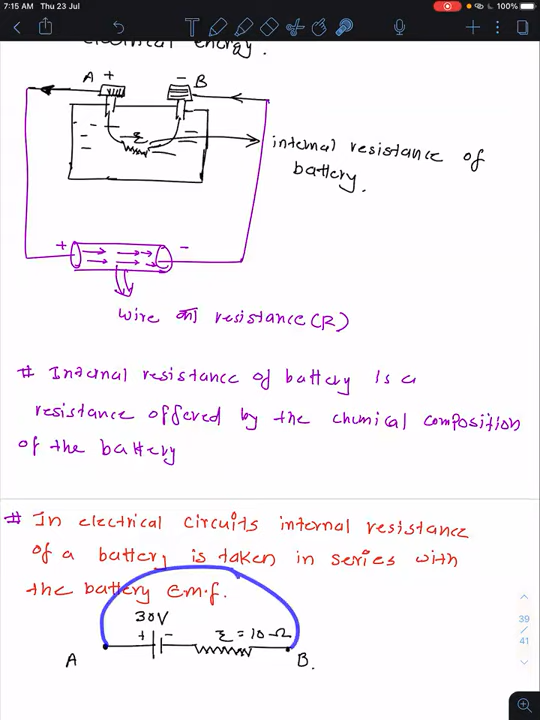 7:15 AM Thu 23 Jul
100%
electrical energy.
A + - B
internal resistance of
battery.
+ -
Wire resistance(R)
# Internal resistance of battery is a
resistance offered by the chemical composition
of the battery
# In electrical circuits internal resistance
of a battery is taken in series with
the battery e.m.f.
30V
+ - r = 10 Ω
A B.
39
/
41